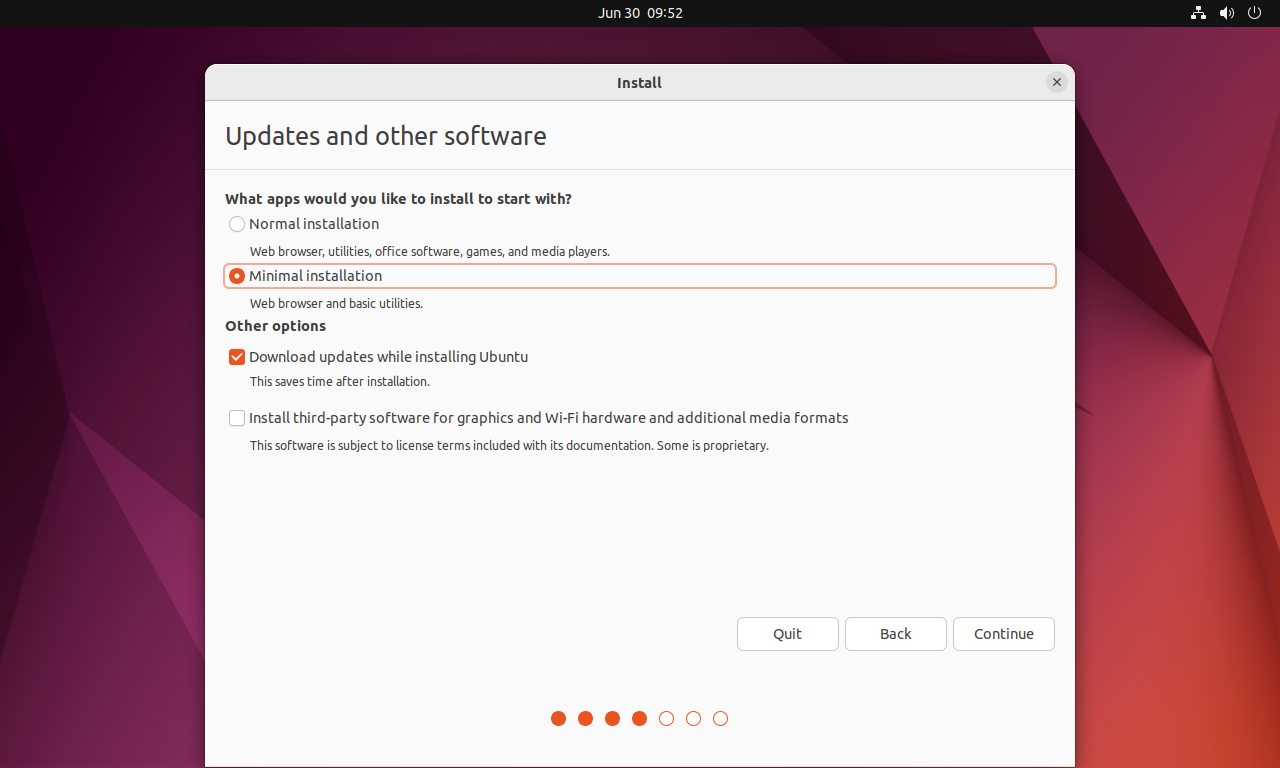 Jun 30 09:52
Install
Updates and other software
What apps would you like to install to start with?
Normal installation
Web browser, utilities, office software, games, and media players.
Minimal installation
Web browser and basic utilities.
Other options
Download updates while installing Ubuntu
This saves time after installation.
Install third-party software for graphics and Wi-Fi hardware and additional media formats
This software is subject to license terms included with its documentation. Some is proprietary.
Quit Back Continue